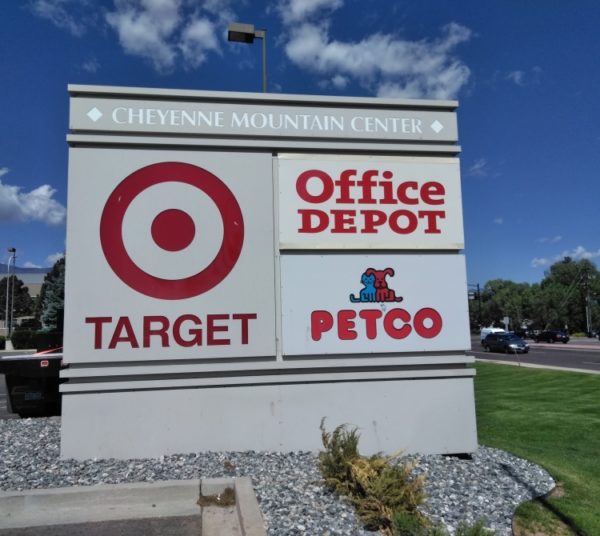 CHEYENNE MOUNTAIN CENTER
TARGET
Office
DEPOT
PETCO